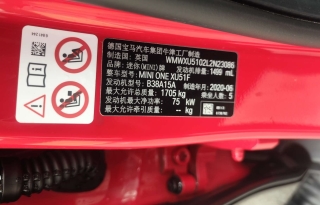 德国宝马汽车集团牛津工厂制造
制造国: 英国 WMWXU5102L2N23086
品牌: 迷你(MINI)牌 发动机排量: 1499 mL
整车型号: MINI ONE XU51F
发动机型号: B38A15A 制造年月: 2020-06
发动机最大净功率: 75 kW 乘坐人数: 5
最大允许总质量: 1705 kg
最大允许牵引质量: - kg